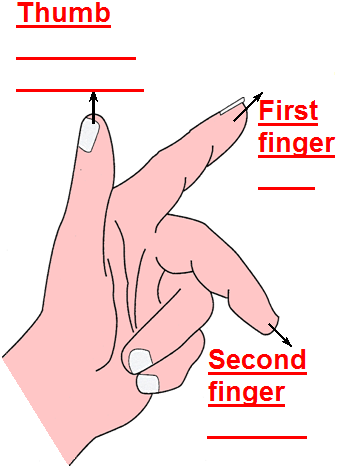 Thumb
First
finger
Second
finger